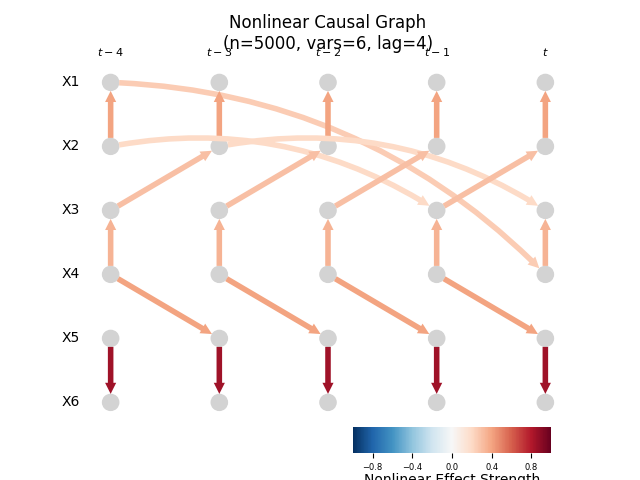 Nonlinear Causal Graph
(n=5000, vars=6, lag=4)
t−4 t−3 t−2 t−1 t
X1
X2
X3
X4
X5
X6
−0.8 −0.4 0.0 0.4 0.8
Nonlinear Effect Strength